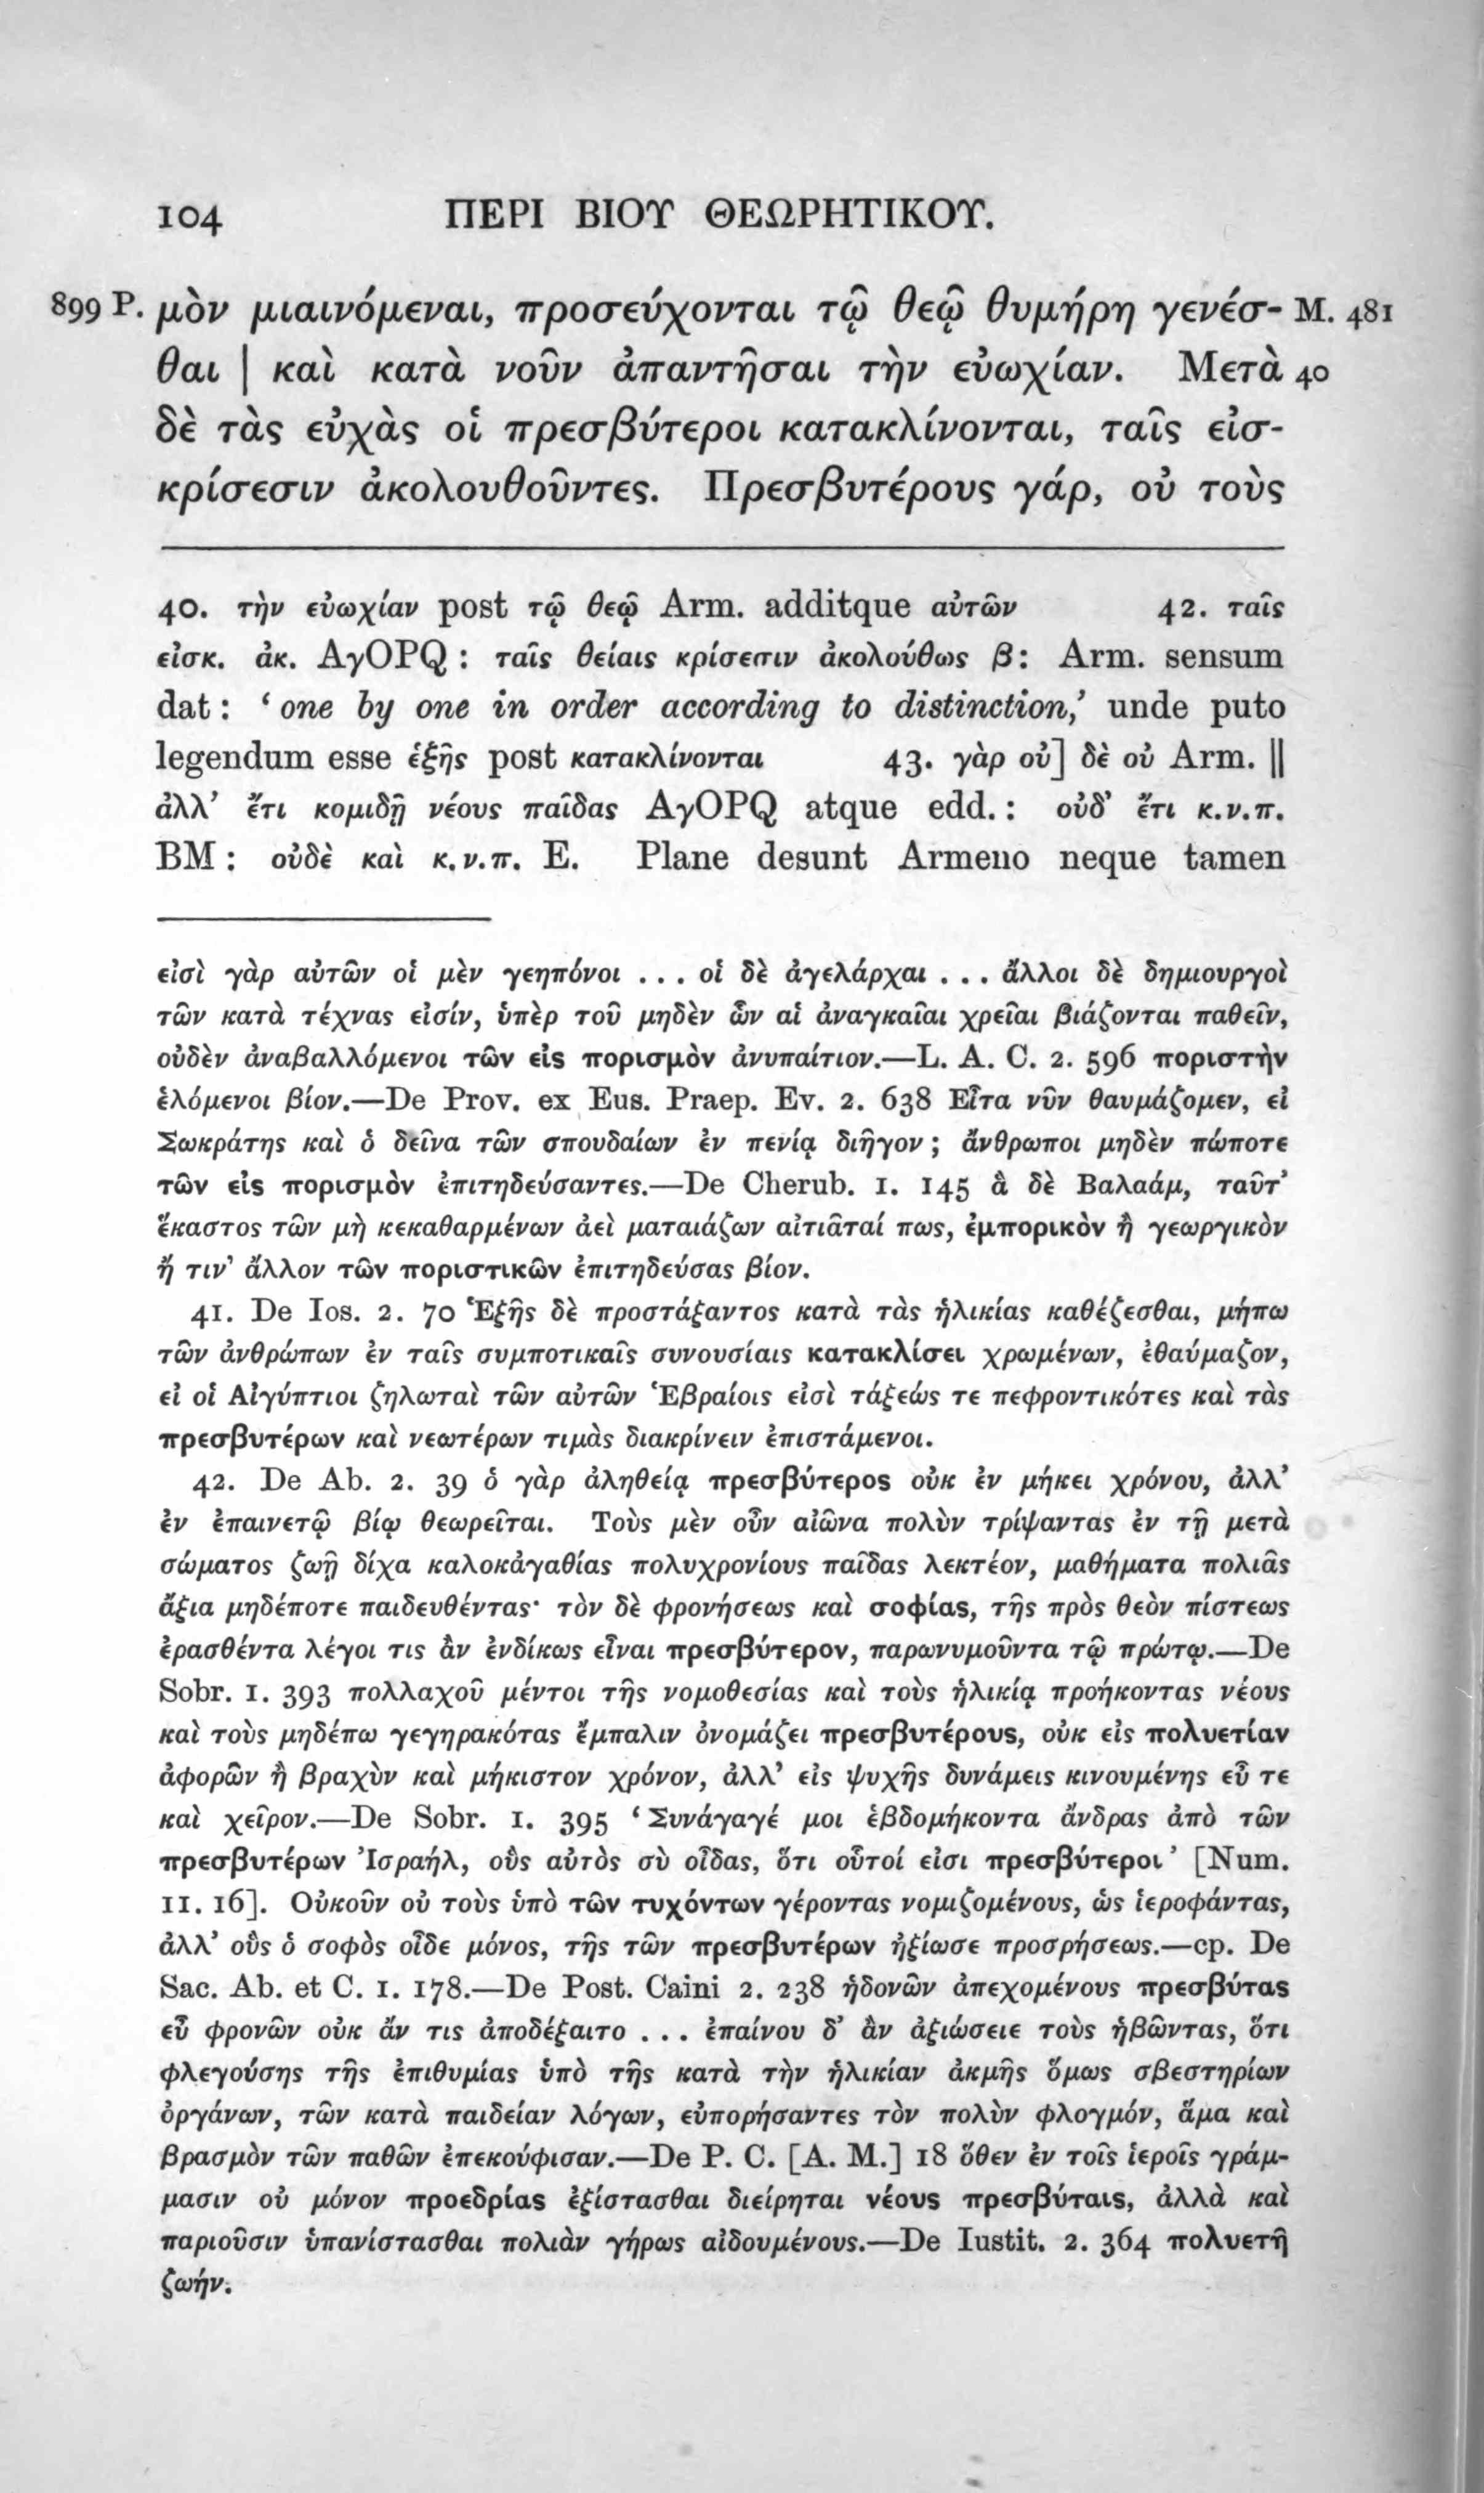 104 ΠΕΡΙ ΒΙΟΥ ΘΕΩΡΗΤΙΚΟΥ.
899 P. μὸν μιαινόμεναι, προσεύχονται τῷ θεῷ θυμήρη γενέσ- M. 481
θαι | καὶ κατὰ νοῦν ἀπαντῆσαι τὴν εὐωχίαν. Μετὰ 40
δὲ τὰς εὐχὰς οἱ πρεσβύτεροι κατακλίνονται, ταῖς εἰσ-
κρίσεσιν ἀκολουθοῦντες. Πρεσβυτέρους γάρ, οὐ τοὺς
40. τὴν εὐωχίαν post τῷ θεῷ Arm. additque αὐτῶν 42. ταῖς
εἰσκ. ἀκ. AγOPQ : ταῖς θείαις κρίσεσιν ἀκολούθως β: Arm. sensum
dat : ‘one by one in order according to distinction,’ unde puto
legendum esse ἑξῆς post κατακλίνονται 43. γὰρ οὐ] δὲ οὐ Arm. ||
ἀλλ’ ἔτι κομιδῇ νέους παῖδας AγOPQ atque edd. : οὐδ’ ἔτι κ.ν.π.
BM : οὐδὲ καὶ κ.ν.π. E. Plane desunt Armeno neque tamen
εἰσὶ γὰρ αὐτῶν οἱ μὲν γεηπόνοι ... οἱ δὲ ἀγελάρχαι ... ἄλλοι δὲ δημιουργοὶ
τῶν κατὰ τέχνας εἰσίν, ὑπὲρ τοῦ μηδὲν ὧν αἱ ἀναγκαῖαι χρεῖαι βιάζονται παθεῖν,
οὐδὲν ἀναβαλλόμενοι τῶν εἰς πορισμὸν ἀνυπαίτιον.—L. A. C. 2. 596 ποριστὴν
ἑλόμενοι βίον.—De Prov. ex Eus. Praep. Ev. 2. 638 Εἶτα νῦν θαυμάζομεν, εἰ
Σωκράτης καὶ ὁ δεῖνα τῶν σπουδαίων ἐν πενίᾳ διῆγον ; ἄνθρωποι μηδὲν πώποτε
τῶν εἰς πορισμὸν ἐπιτηδεύσαντες.—De Cherub. 1. 145 ἃ δὲ Βαλαάμ, ταῦτ’
ἕκαστος τῶν μὴ κεκαθαρμένων ἀεὶ ματαιάζων αἰτιᾶταί πως, ἐμπορικὸν ἢ γεωργικὸν
ἤ τιν’ ἄλλον τῶν ποριστικῶν ἐπιτηδεύσας βίον.
41. De Ios. 2. 70 Ἑξῆς δὲ προστάξαντος κατὰ τὰς ἡλικίας καθέζεσθαι, μήπω
τῶν ἀνθρώπων ἐν ταῖς συμποτικαῖς συνουσίαις κατακλίσει χρωμένων, ἐθαύμαζον,
εἰ οἱ Αἰγύπτιοι ζηλωταὶ τῶν αὐτῶν Ἑβραίοις εἰσὶ τάξεώς τε πεφροντικότες καὶ τὰς
πρεσβυτέρων καὶ νεωτέρων τιμὰς διακρίνειν ἐπιστάμενοι.
42. De Ab. 2. 39 ὁ γὰρ ἀληθείᾳ πρεσβύτερος οὐκ ἐν μήκει χρόνου, ἀλλ’
ἐν ἐπαινετῷ βίῳ θεωρεῖται. Τοὺς μὲν οὖν αἰῶνα πολὺν τρίψαντας ἐν τῇ μετὰ
σώματος ζωῇ δίχα καλοκἀγαθίας πολυχρονίους παῖδας λεκτέον, μαθήματα πολιᾶς
ἄξια μηδέποτε παιδευθέντας· τὸν δὲ φρονήσεως καὶ σοφίας, τῆς πρὸς θεὸν πίστεως
ἐρασθέντα λέγοι τις ἂν ἐνδίκως εἶναι πρεσβύτερον, παρωνυμοῦντα τῷ πρώτῳ.—De
Sobr. 1. 393 πολλαχοῦ μέντοι τῆς νομοθεσίας καὶ τοὺς ἡλικίᾳ προήκοντας νέους
καὶ τοὺς μηδέπω γεγηρακότας ἔμπαλιν ὀνομάζει πρεσβυτέρους, οὐκ εἰς πολυετίαν
ἀφορῶν ἢ βραχὺν καὶ μήκιστον χρόνον, ἀλλ’ εἰς ψυχῆς δυνάμεις κινουμένης εὖ τε
καὶ χεῖρον.—De Sobr. 1. 395 ‘Συνάγαγέ μοι ἑβδομήκοντα ἄνδρας ἀπὸ τῶν
πρεσβυτέρων Ἰσραήλ, οὓς αὐτὸς σὺ οἶδας, ὅτι οὗτοί εἰσι πρεσβύτεροι’ [Num.
11. 16]. Οὐκοῦν οὐ τοὺς ὑπὸ τῶν τυχόντων γέροντας νομιζομένους, ὡς ἱεροφάντας,
ἀλλ’ οὓς ὁ σοφὸς οἶδε μόνος, τῆς τῶν πρεσβυτέρων ἠξίωσε προσρήσεως.—cp. De
Sac. Ab. et C. 1. 178.—De Post. Caini 2. 238 ἡδονῶν ἀπεχομένους πρεσβύτας
εὖ φρονῶν οὐκ ἄν τις ἀποδέξαιτο ... ἐπαίνου δ’ ἂν ἀξιώσειε τοὺς ἡβῶντας, ὅτι
φλεγούσης τῆς ἐπιθυμίας ὑπὸ τῆς κατὰ τὴν ἡλικίαν ἀκμῆς ὅμως σβεστηρίων
ὀργάνων, τῶν κατὰ παιδείαν λόγων, εὐπορήσαντες τὸν πολὺν φλογμόν, ἅμα καὶ
βρασμὸν τῶν παθῶν ἐπεκούφισαν.—De P. C. [A. M.] 18 ὅθεν ἐν τοῖς ἱεροῖς γράμ-
μασιν οὐ μόνον προεδρίας ἐξίστασθαι διείρηται νέους πρεσβύταις, ἀλλὰ καὶ
παριοῦσιν ὑπανίστασθαι πολιὰν γήρως αἰδουμένους.—De Iustit. 2. 364 πολυετῆ
ζωήν.